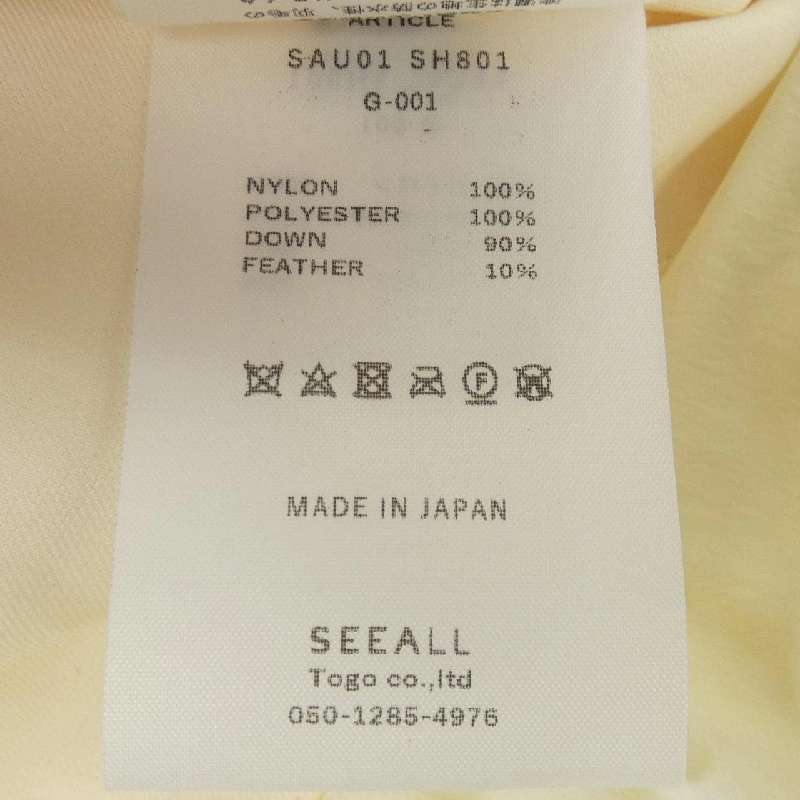 ARTICLE
SAU01 SH801
G-001
NYLON 100%
POLYESTER 100%
DOWN 90%
FEATHER 10%
F
W
MADE IN JAPAN
SEEALL
Togo co.,ltd
050-1285-4976